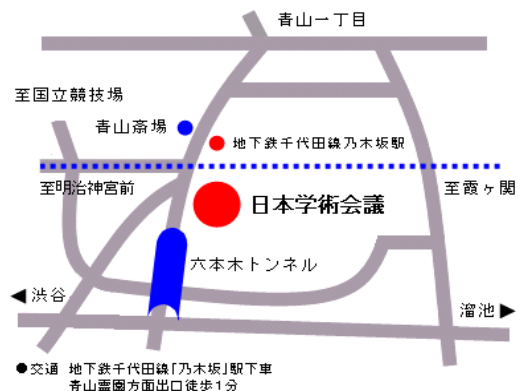 青山一丁目
至国立競技場
青山斎場
地下鉄千代田線乃木坂駅
至明治神宮前
至霞ヶ関
日本学術会議
六本木トンネル
◀渋谷
溜池▶
●交通 地下鉄千代田線「乃木坂」駅下車
青山霊園方面出口徒歩1分